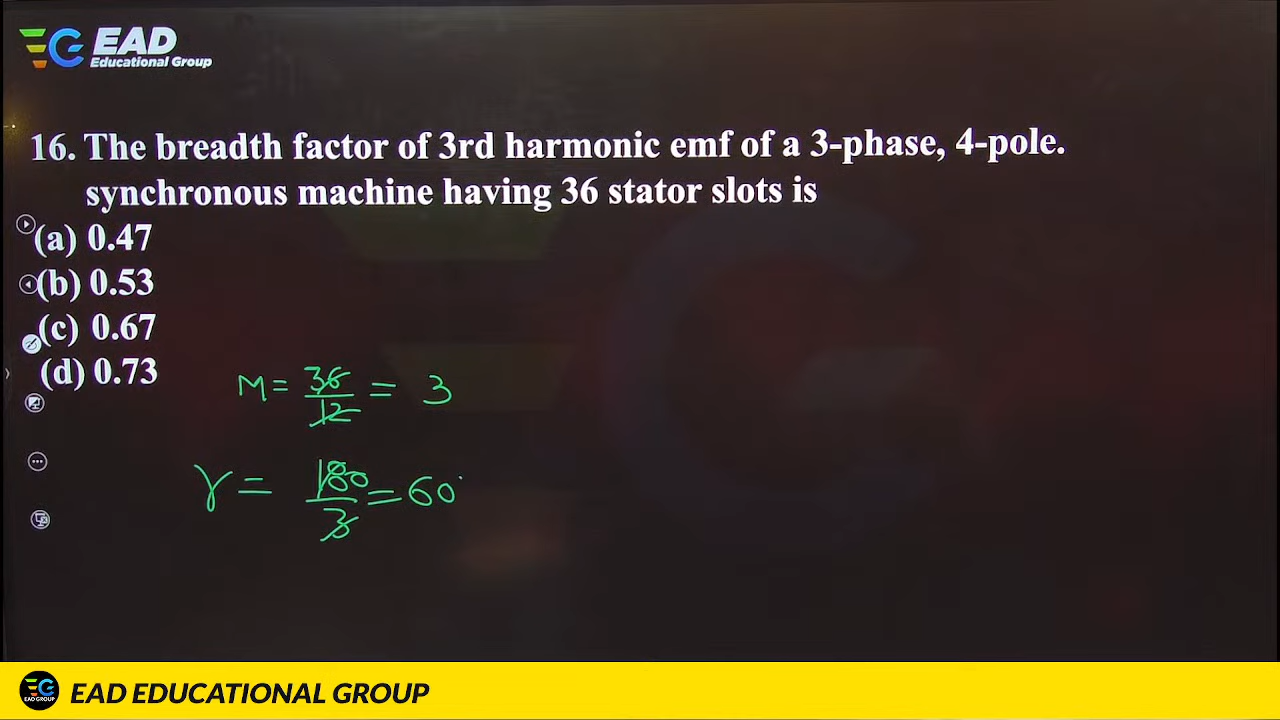 EAD
Educational Group
16. The breadth factor of 3rd harmonic emf of a 3-phase, 4-pole.
synchronous machine having 36 stator slots is
(a) 0.47
(b) 0.53
(c) 0.67
(d) 0.73
M = 36/12 = 3
γ = 180/3 = 60°
EAD GROUP
EAD EDUCATIONAL GROUP